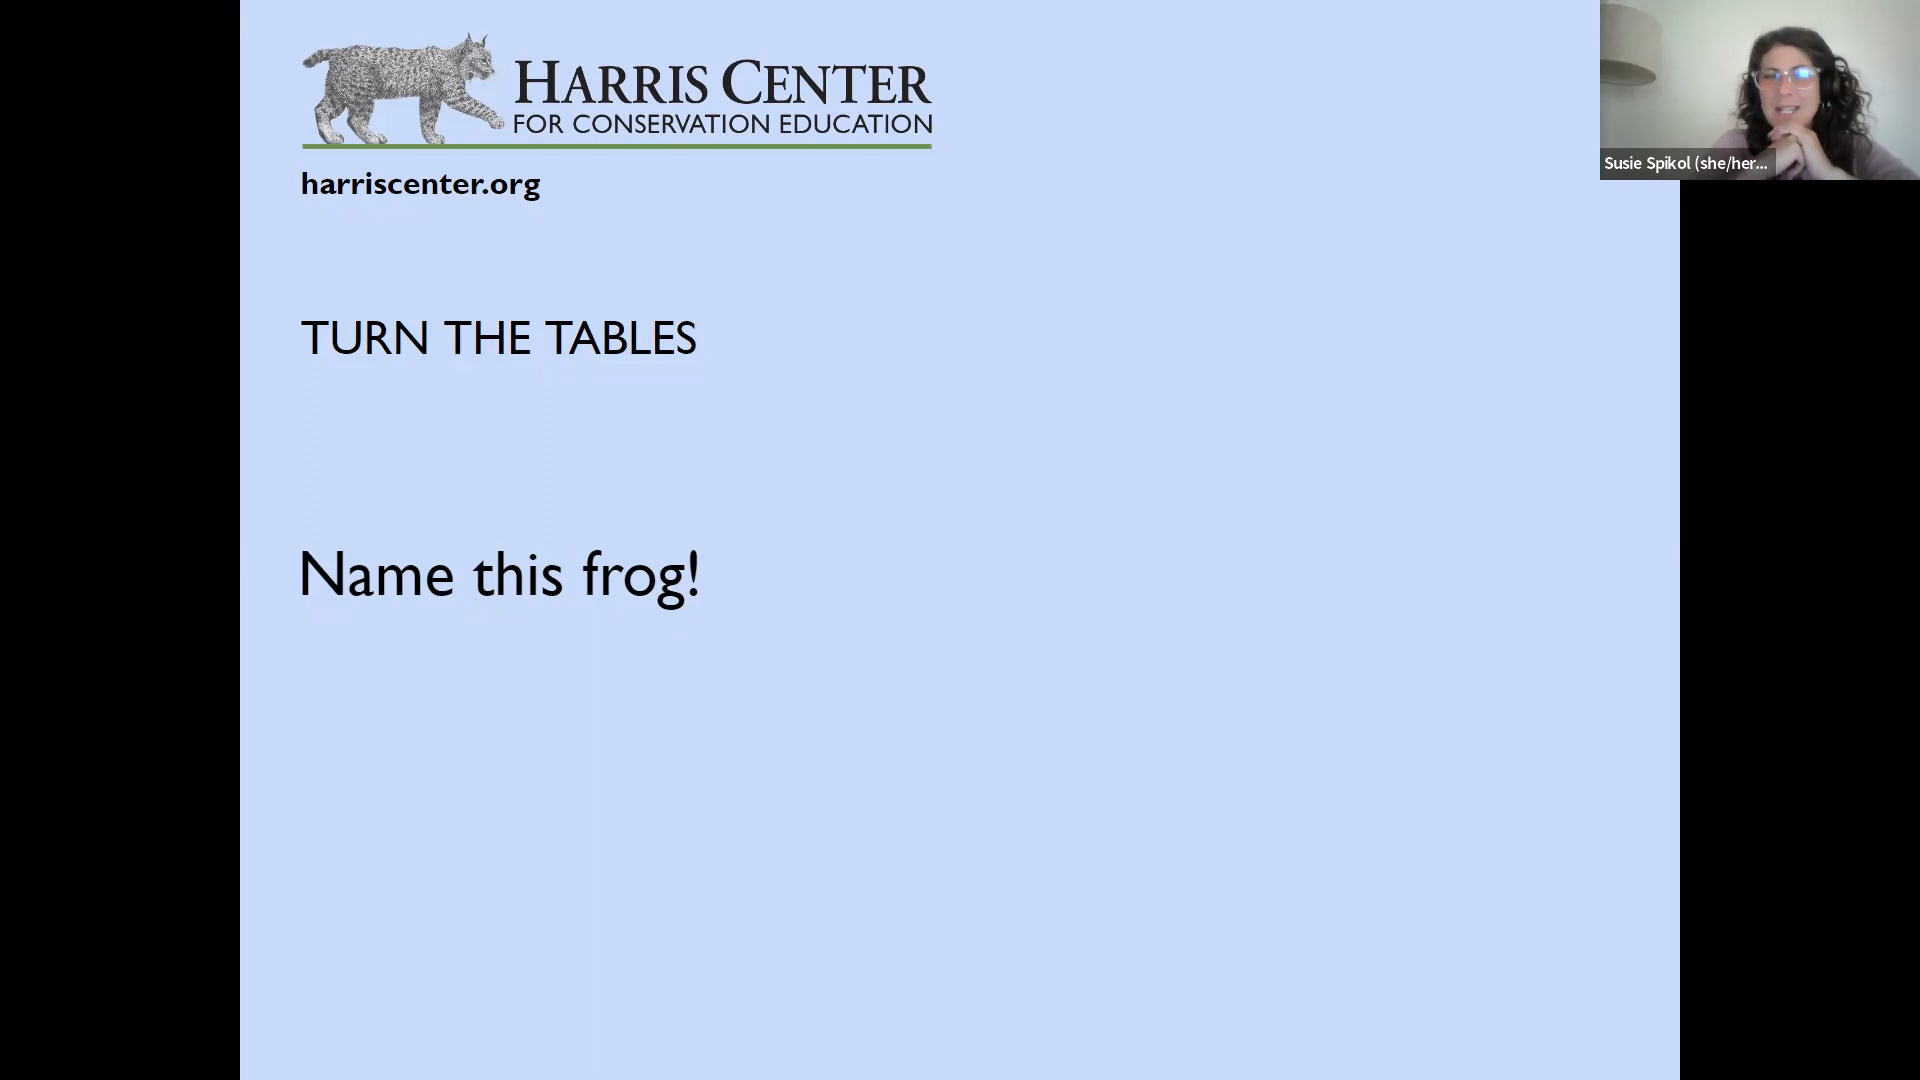 HARRIS CENTER
FOR CONSERVATION EDUCATION
harriscenter.org
Susie Spikol (she/her...
TURN THE TABLES
Name this frog!